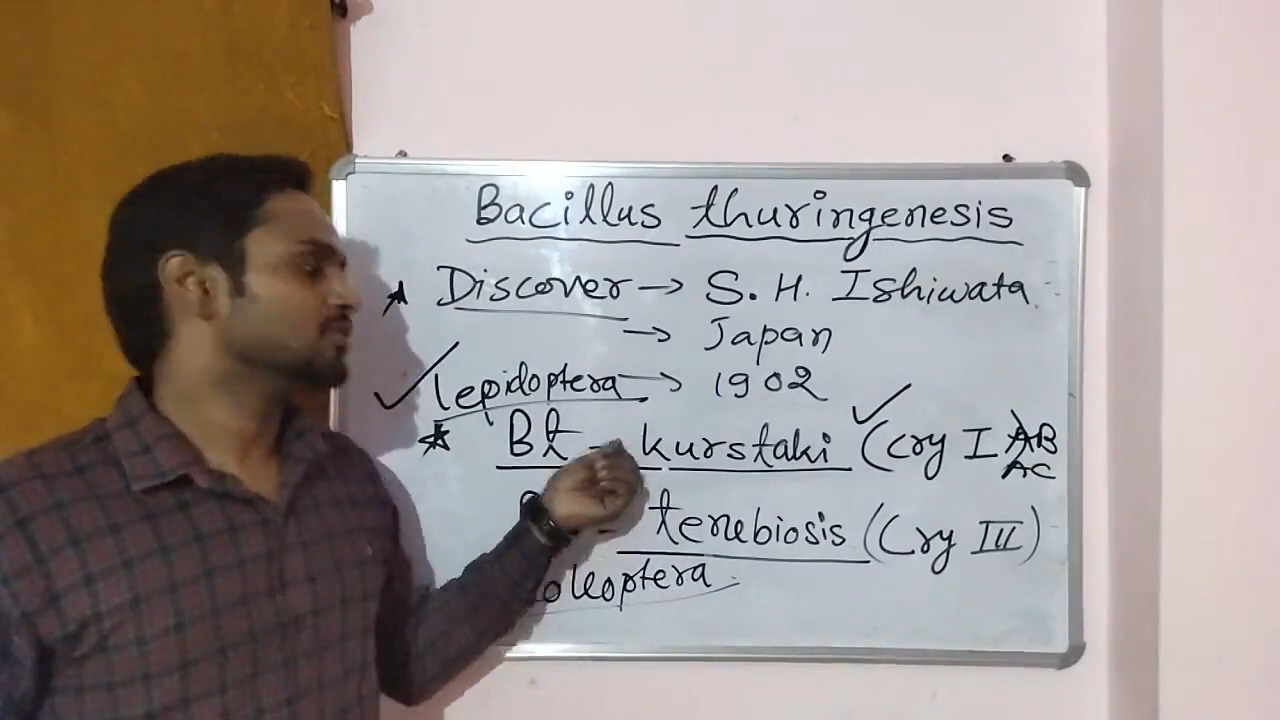 Bacillus thuringenesis
Discover → S. H. Ishiwata
→ Japan
lepidoptera → 1902
Bt - kurstaki (Cry I AB
AC
tenebiosis (Cry III)
oleoptera